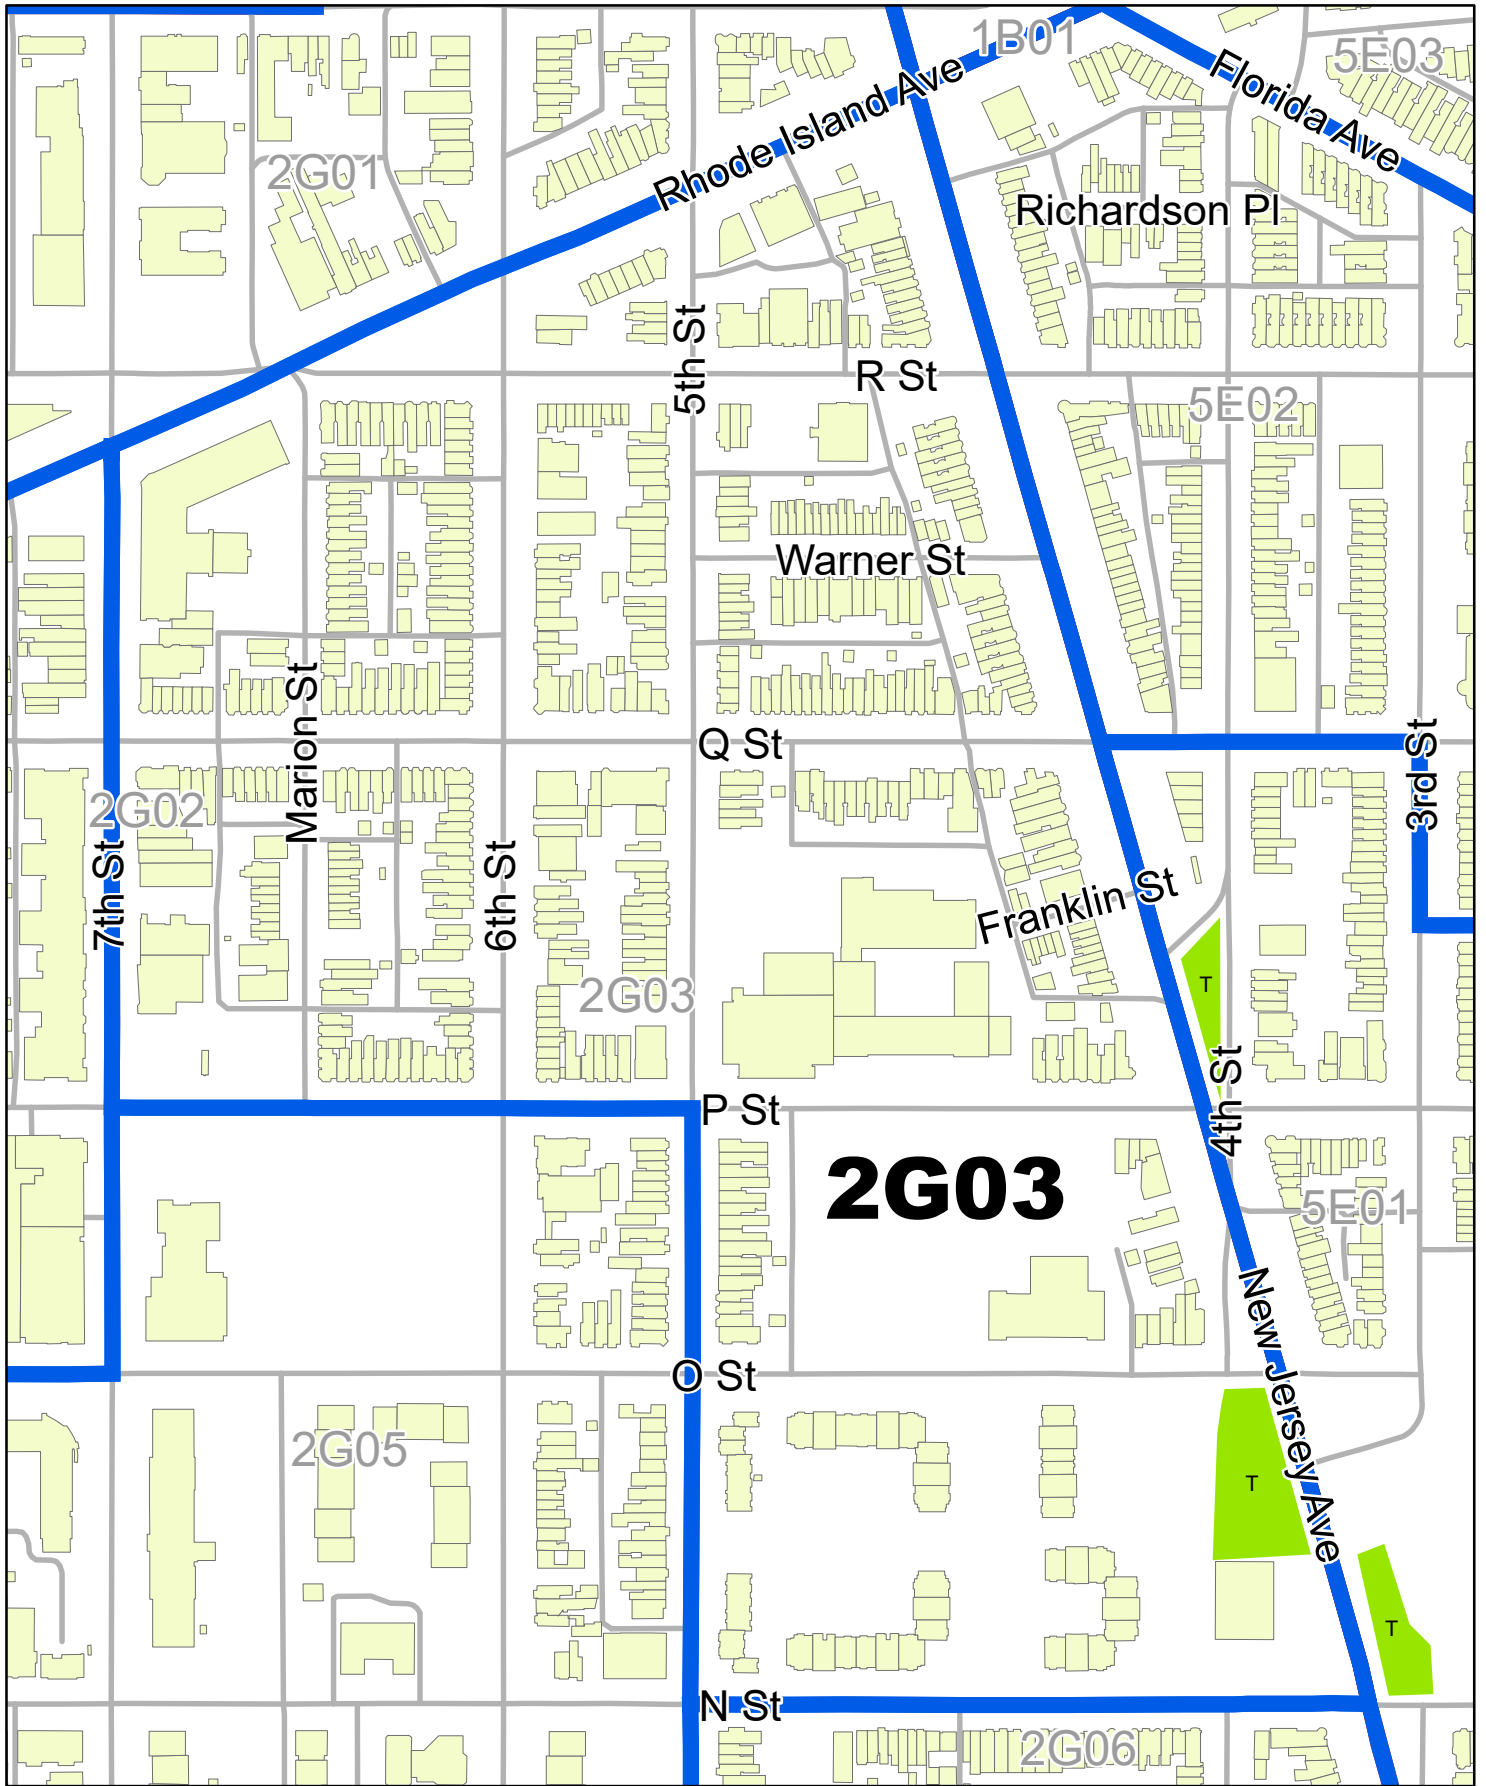 1B01
5E03
Florida Ave
Rhode Island Ave
2G01
Richardson Pl
5th St
R St
5E02
Warner St
Marion St
Q St
3rd St
2G02
7th St
6th St
Franklin St
2G03
T
4th St
P St
2G03
5E01
New Jersey Ave
O St
2G05
T
T
N St
2G06